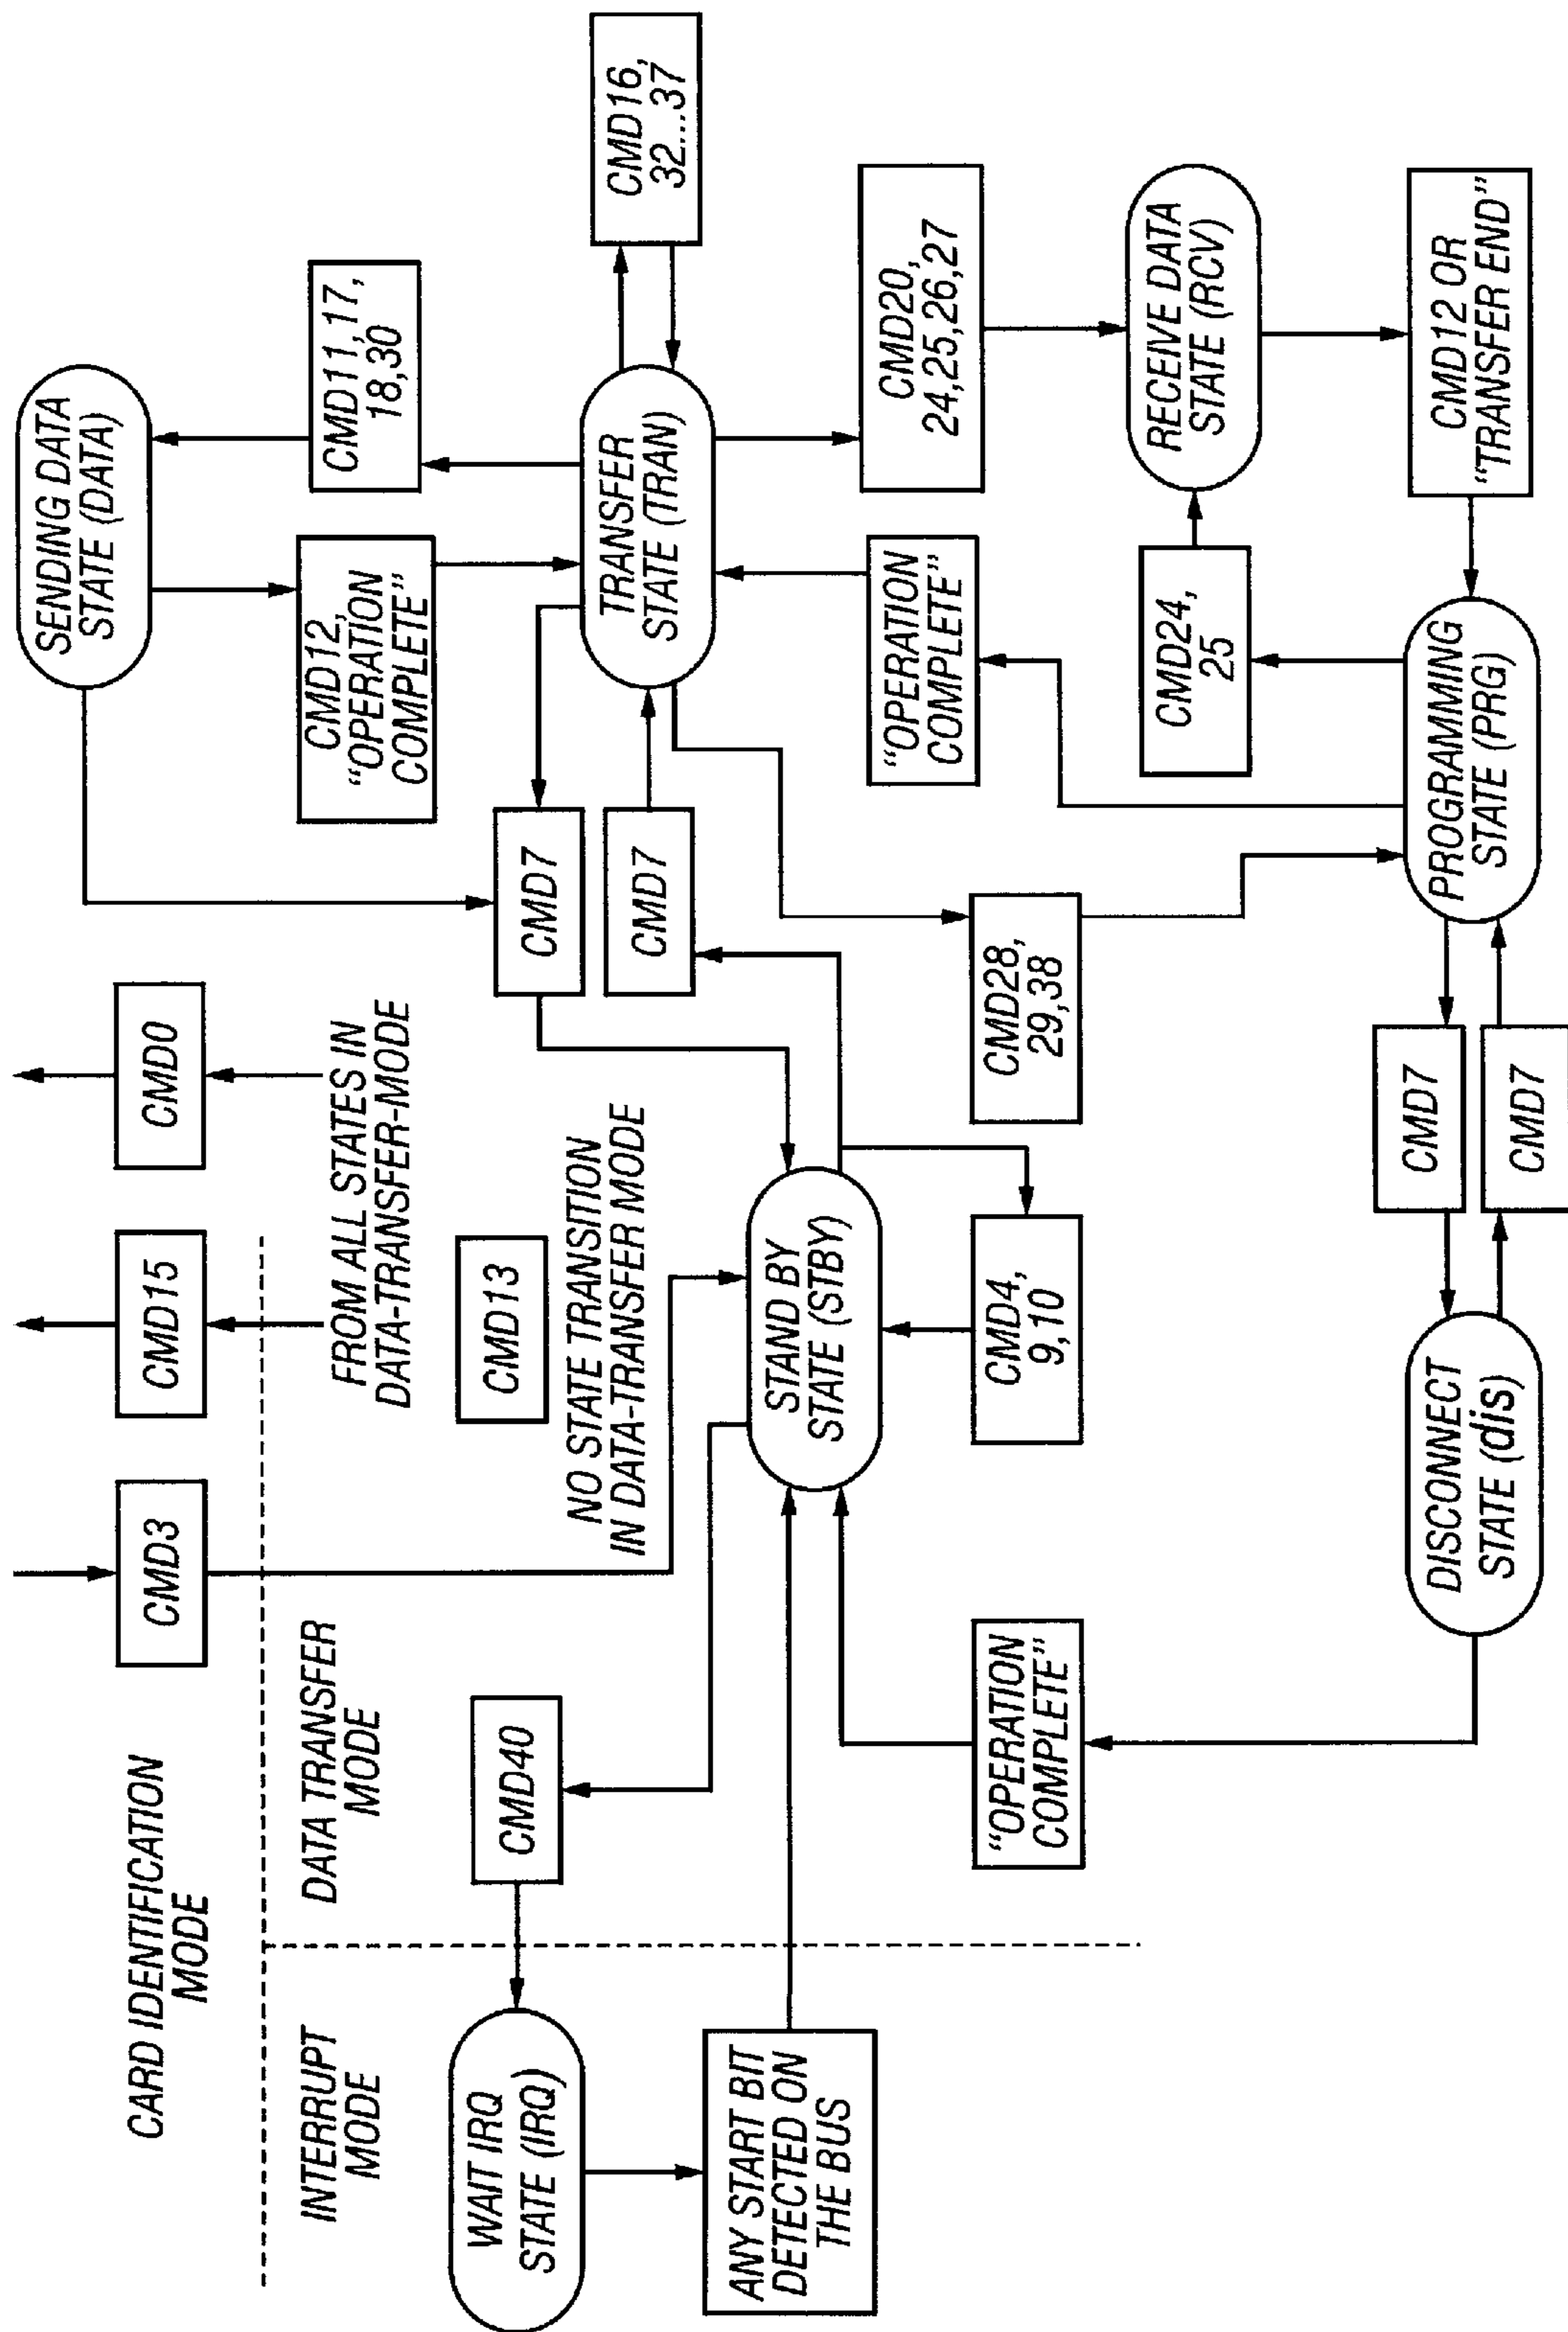 CARD IDENTIFICATION
MODE
CMD3
CMD15
CMD0
SENDING DATA
STATE (DATA)
INTERRUPT
MODE
DATA TRANSFER
MODE
FROM ALL STATES IN
DATA-TRANSFER-MODE
CMD12,
"OPERATION
COMPLETE"
CMD11, 17,
18,30
WAIT IRQ
STATE (IRQ)
CMD40
CMD13
NO STATE TRANSITION
IN DATA-TRANSFER MODE
CMD7
CMD7
TRANSFER
STATE (TRAN)
CMD16,
32...37
ANY START BIT
DETECTED ON
THE BUS
STAND BY
STATE (STBY)
"OPERATION
COMPLETE"
CMD20,
24,25,26,27
"OPERATION
COMPLETE"
CMD4,
9,10
CMD28,
29,38
CMD24,
25
RECEIVE DATA
STATE (RCV)
DISCONNECT
STATE (dis)
CMD7
CMD7
PROGRAMMING
STATE (PRG)
CMD12 OR
"TRANSFER END"